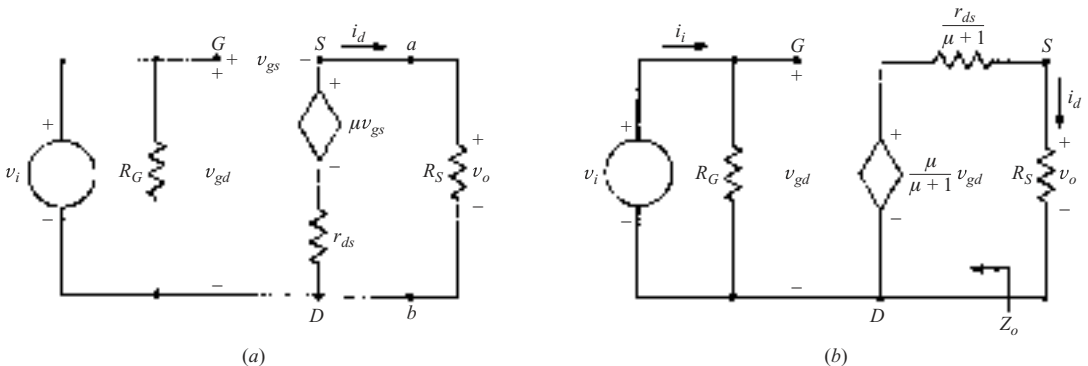 G
+ v_gs −
+
S
i_d
a
+
v_i
−
R_G
v_gd
−
+
μv_gs
−
r_ds
D
R_S
+
v_o
−
b
(a)
i_i
G
+
r_ds / μ + 1
S
i_d
+
v_i
−
R_G
v_gd
−
+
μ / μ + 1 v_gd
−
D
R_S
+
v_o
−
Z_o
(b)